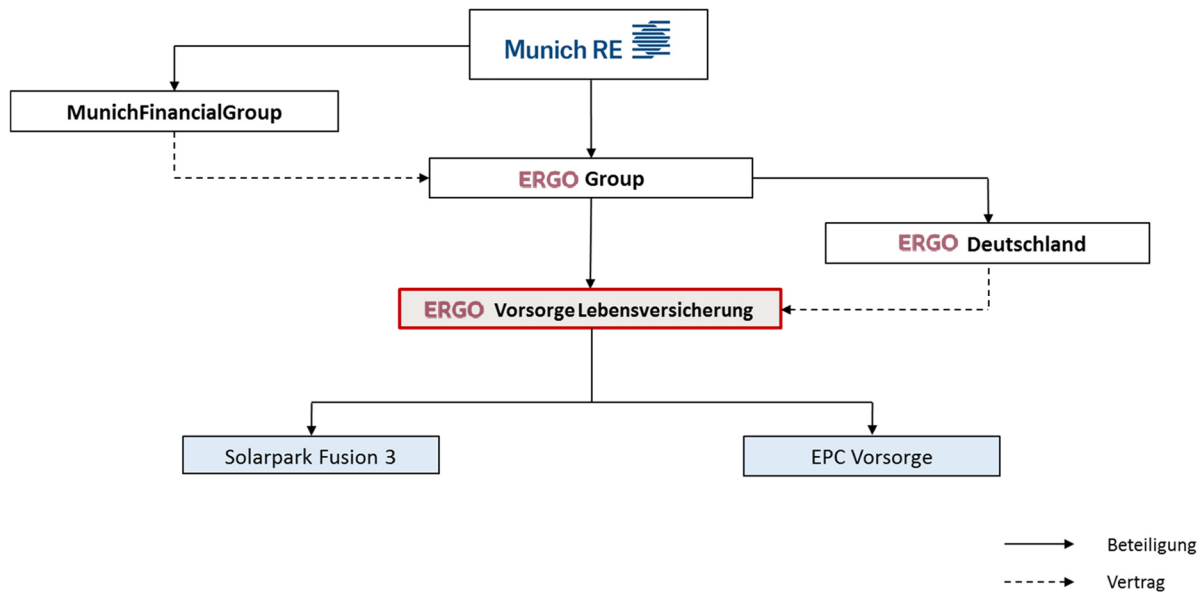 Munich RE
MunichFinancialGroup
ERGO Group
ERGO Deutschland
ERGO Vorsorge Lebensversicherung
Solarpark Fusion 3
EPC Vorsorge
Beteiligung
Vertrag